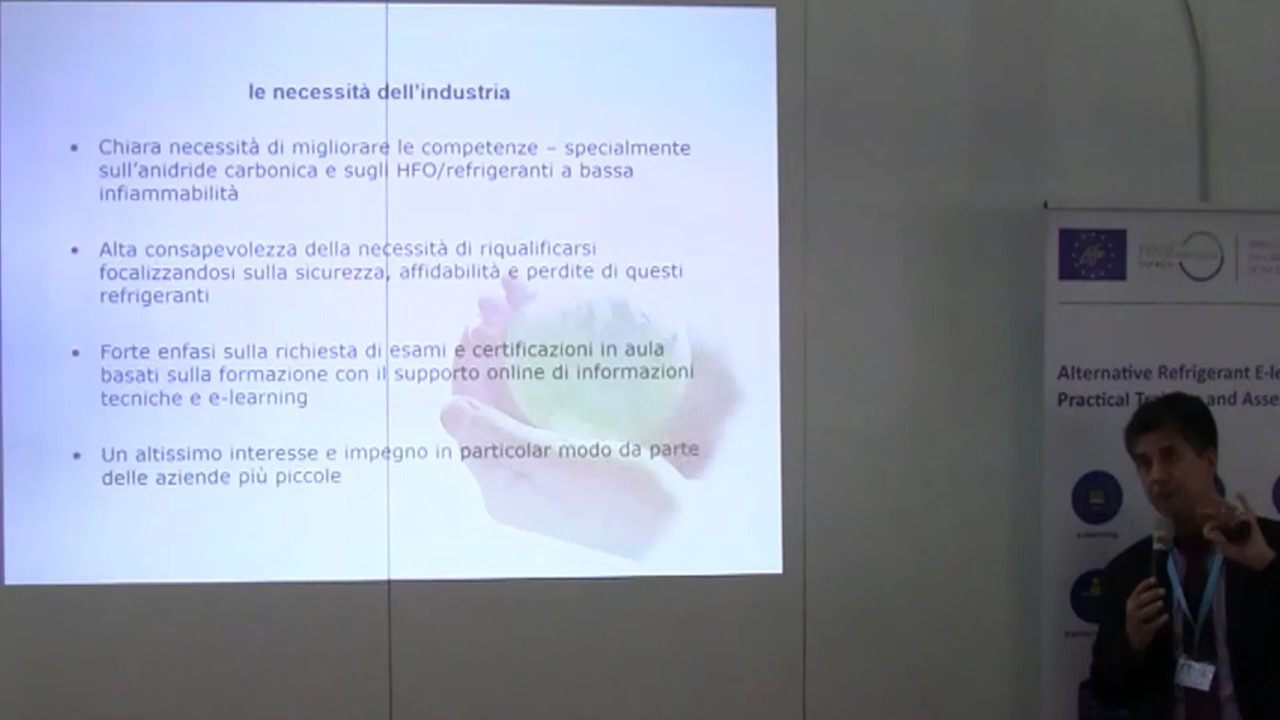 le necessità dell'industria
• Chiara necessità di migliorare le competenze – specialmente
sull'anidride carbonica e sugli HFO/refrigeranti a bassa
infiammabilità
• Alta consapevolezza della necessità di riqualificarsi
focalizzandosi sulla sicurezza, affidabilità e perdite di questi
refrigeranti
• Forte enfasi sulla richiesta di esami e certificazioni in aula
basati sulla formazione con il supporto online di informazioni
tecniche e e-learning
• Un altissimo interesse e impegno in particolar modo da parte
delle aziende più piccole
life
Alternative Refrigerant E-le
Practical and Asse
e-learning